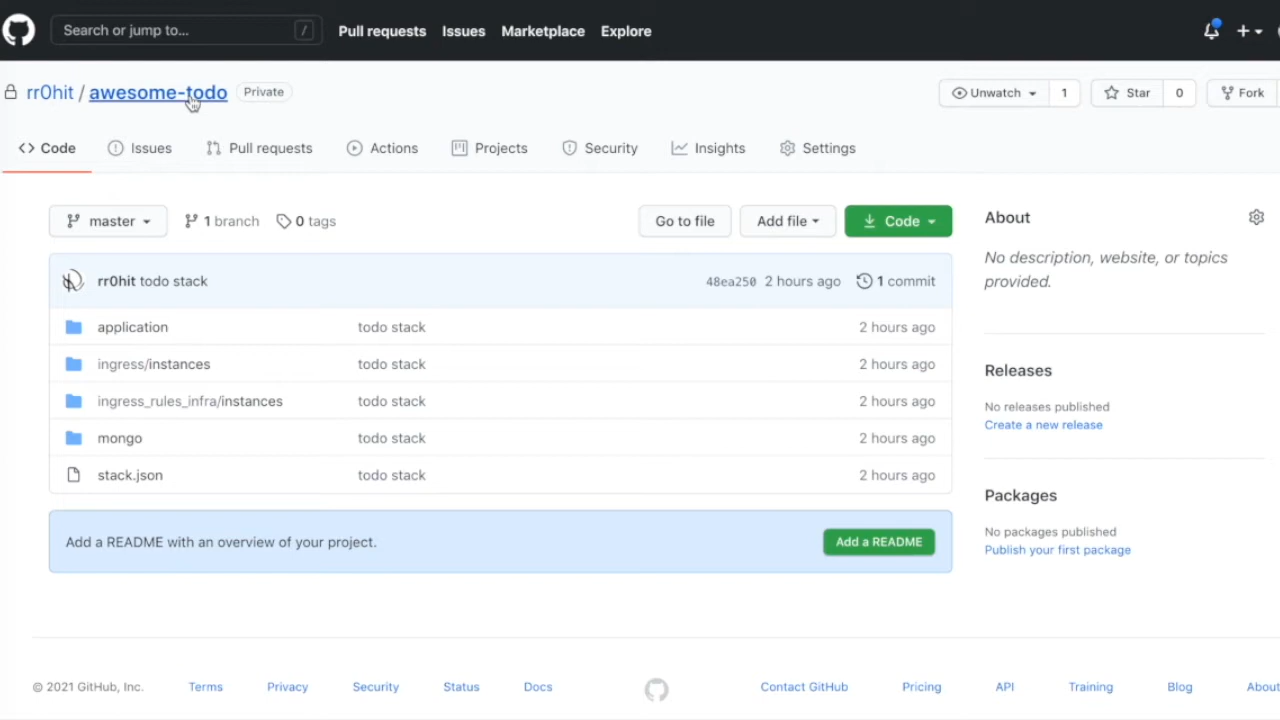 Search or jump to... /
Pull requests Issues Marketplace Explore
rr0hit / awesome-todo Private
Unwatch 1 Star 0 Fork
Code Issues Pull requests Actions Projects Security Insights Settings
master 1 branch 0 tags
Go to file Add file Code
About
No description, website, or topics
provided.
rr0hit todo stack 48ea250 2 hours ago 1 commit
application todo stack 2 hours ago
ingress/instances todo stack 2 hours ago
ingress_rules_infra/instances todo stack 2 hours ago
mongo todo stack 2 hours ago
stack.json todo stack 2 hours ago
Releases
No releases published
Create a new release
Packages
No packages published
Publish your first package
Add a README with an overview of your project. Add a README
© 2021 GitHub, Inc. Terms Privacy Security Status Docs Contact GitHub Pricing API Training Blog About